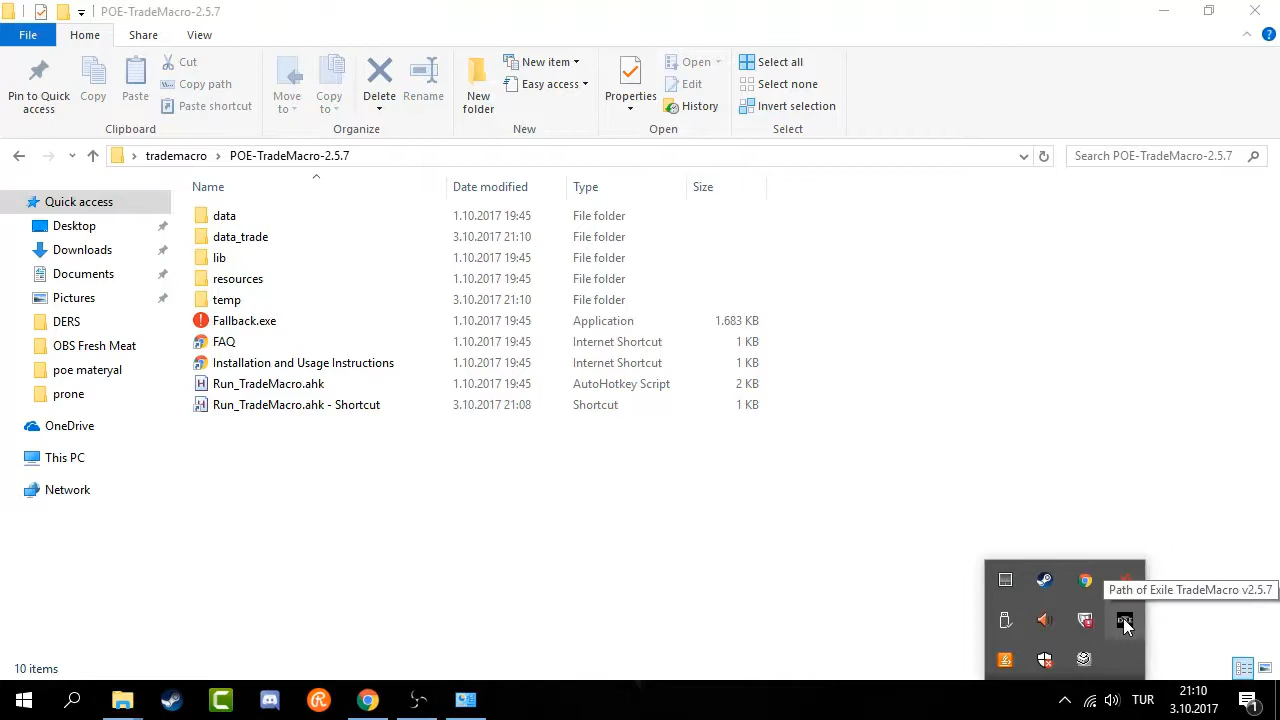 POE-TradeMacro-2.5.7
File
Home
Share
View
Pin to Quick access
Copy
Paste
Cut
Copy path
Paste shortcut
Clipboard
Move to
Copy to
Delete
Rename
Organize
New folder
New item
Easy access
New
Properties
Open
Edit
History
Open
Select all
Select none
Invert selection
Select
trademacro > POE-TradeMacro-2.5.7
Search POE-TradeMacro-2.5.7
Name Date modified Type Size
Quick access
Desktop
Downloads
Documents
Pictures
DERS
OBS Fresh Meat
poe materyal
prone
OneDrive
This PC
Network
data 1.10.2017 19:45 File folder
data_trade 3.10.2017 21:10 File folder
lib 1.10.2017 19:45 File folder
resources 1.10.2017 19:45 File folder
temp 3.10.2017 21:10 File folder
Fallback.exe 1.10.2017 19:45 Application 1.683 KB
FAQ 1.10.2017 19:45 Internet Shortcut 1 KB
Installation and Usage Instructions 1.10.2017 19:45 Internet Shortcut 1 KB
Run_TradeMacro.ahk 1.10.2017 19:45 AutoHotkey Script 2 KB
Run_TradeMacro.ahk - Shortcut 3.10.2017 21:08 Shortcut 1 KB
Path of Exile TradeMacro v2.5.7
10 items
TUR
21:10
3.10.2017
1